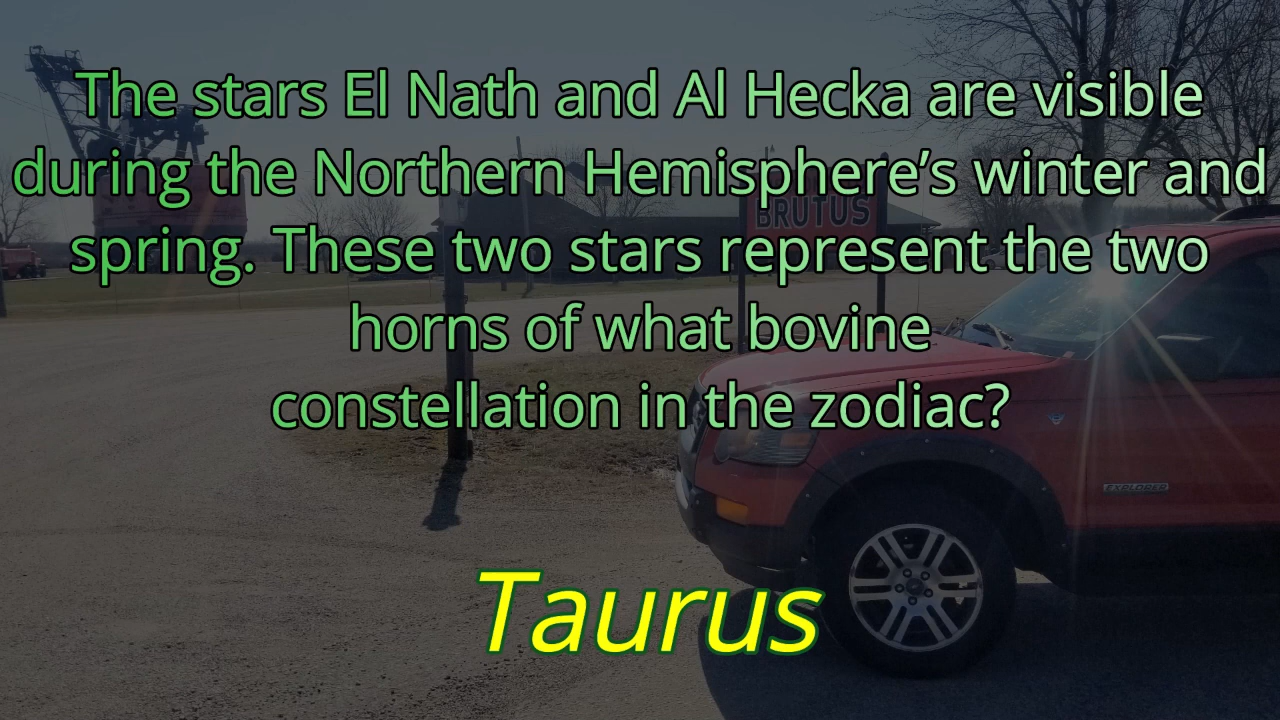 The stars El Nath and Al Hecka are visible
during the Northern Hemisphere’s winter and
spring. These two stars represent the two
horns of what bovine
constellation in the zodiac?
BRUTUS
EXPLORER
Taurus